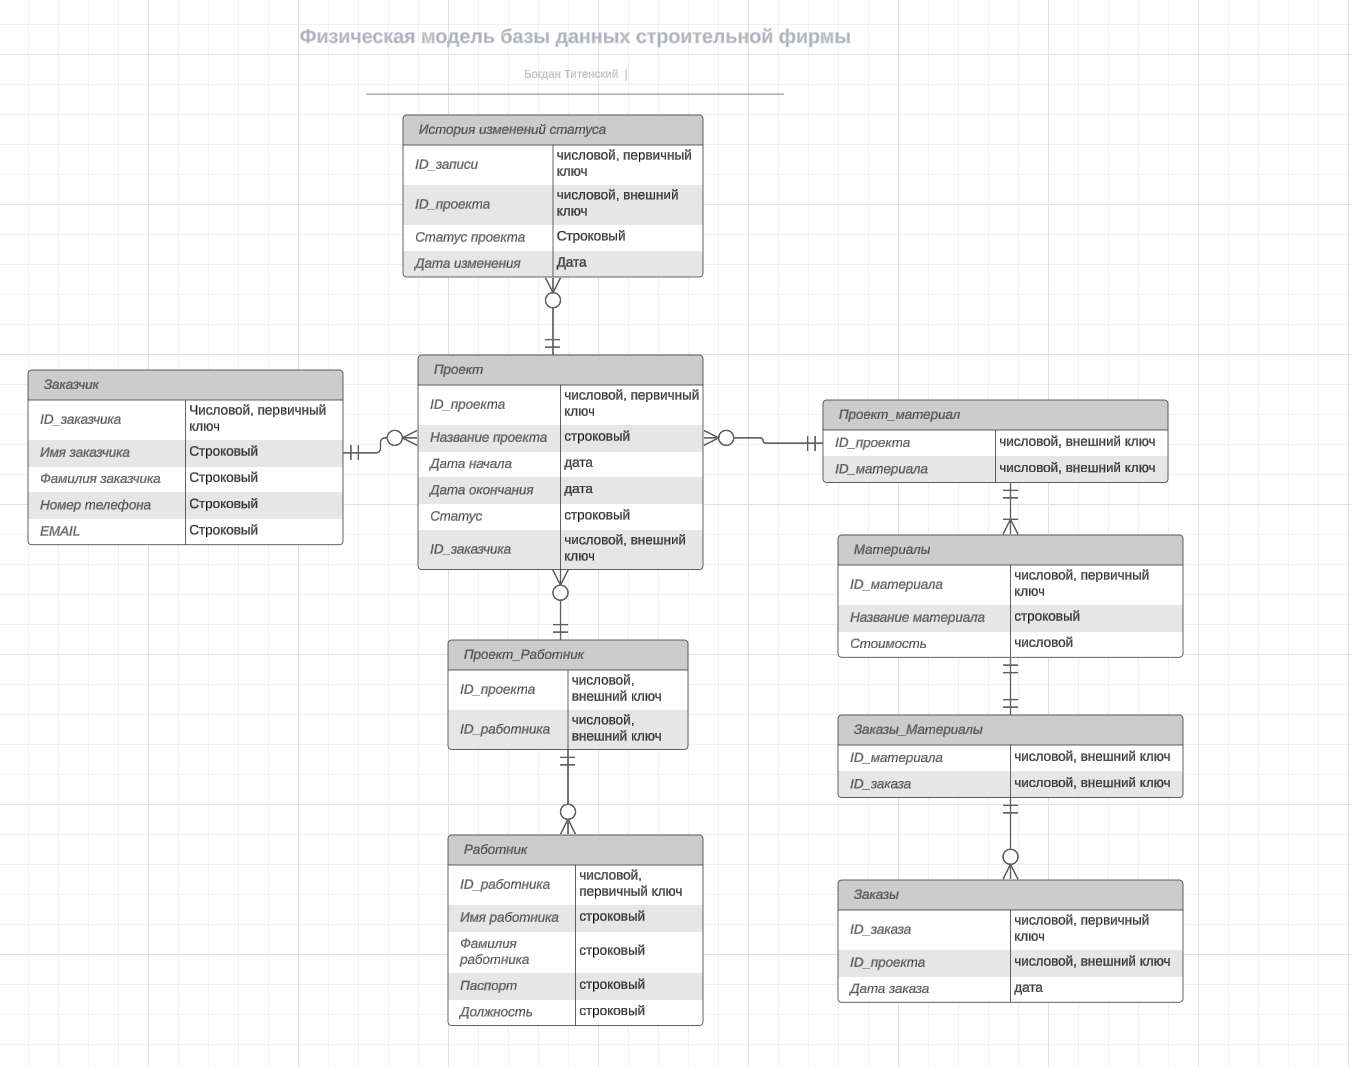 Физическая модель базы данных строительной фирмы
Богдан Титенский |
История изменений статуса
ID_записи
числовой, первичный
ключ
ID_проекта
числовой, внешний
ключ
Статус проекта
Строковый
Дата изменения
Дата
Заказчик
ID_заказчика
Числовой, первичный
ключ
Имя заказчика
Строковый
Фамилия заказчика
Строковый
Номер телефона
Строковый
EMAIL
Строковый
Проект
ID_проекта
числовой, первичный
ключ
Название проекта
строковый
Дата начала
дата
Дата окончания
дата
Статус
строковый
ID_заказчика
числовой, внешний
ключ
Проект_материал
ID_проекта
числовой, внешний ключ
ID_материала
числовой, внешний ключ
Материалы
ID_материала
числовой, первичный
ключ
Название материала
строковый
Стоимость
числовой
Проект_Работник
ID_проекта
числовой,
внешний ключ
ID_работника
числовой,
внешний ключ
Заказы_Материалы
ID_материала
числовой, внешний ключ
ID_заказа
числовой, внешний ключ
Работник
ID_работника
числовой,
первичный ключ
Имя работника
строковый
Фамилия
работника
строковый
Паспорт
строковый
Должность
строковый
Заказы
ID_заказа
числовой, первичный
ключ
ID_проекта
числовой, внешний ключ
Дата заказа
дата